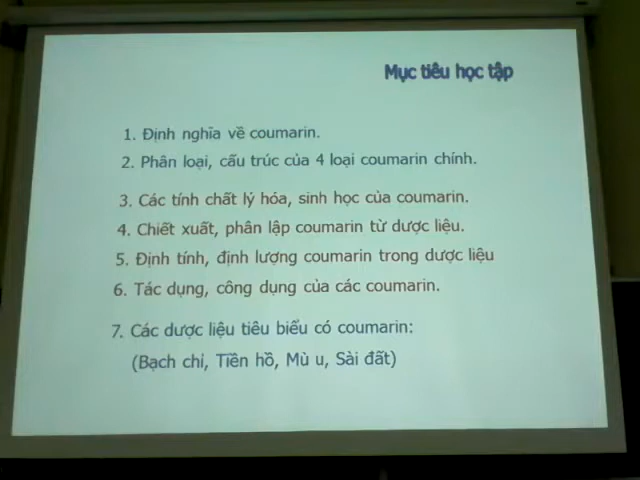 Mục tiêu học tập
1. Định nghĩa về coumarin.
2. Phân loại, cấu trúc của 4 loại coumarin chính.
3. Các tính chất lý hóa, sinh học của coumarin.
4. Chiết xuất, phân lập coumarin từ dược liệu.
5. Định tính, định lượng coumarin trong dược liệu
6. Tác dụng, công dụng của các coumarin.
7. Các dược liệu tiêu biểu có coumarin:
(Bạch chỉ, Tiền hồ, Mù u, Sài đất)